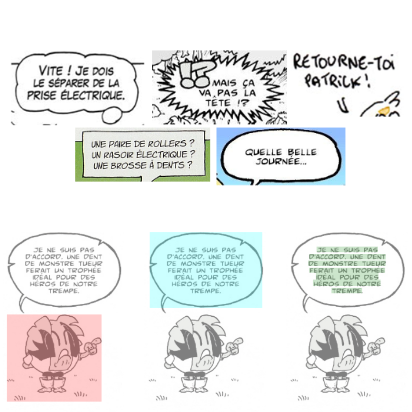 VITE ! JE DOIS
LE SÉPARER DE LA
PRISE ÉLECTRIQUE.
MAIS ÇA
VA PAS LA
TÊTE !?
RETOURNE-TOI
PATRICK !
UNE PAIRE DE ROLLERS ?
UN RASOIR ÉLECTRIQUE ?
UNE BROSSE À DENTS ?
QUELLE BELLE
JOURNÉE...
JE NE SUIS PAS
D'ACCORD. UNE DENT
DE MONSTRE TUEUR
FERAIT UN TROPHÉE
IDÉAL POUR DES
HÉROS DE NOTRE
TREMPE.
JE NE SUIS PAS
D'ACCORD. UNE DENT
DE MONSTRE TUEUR
FERAIT UN TROPHÉE
IDÉAL POUR DES
HÉROS DE NOTRE
TREMPE.
JE NE SUIS PAS
D'ACCORD. UNE DENT
DE MONSTRE TUEUR
FERAIT UN TROPHÉE
IDÉAL POUR DES
HÉROS DE NOTRE
TREMPE.